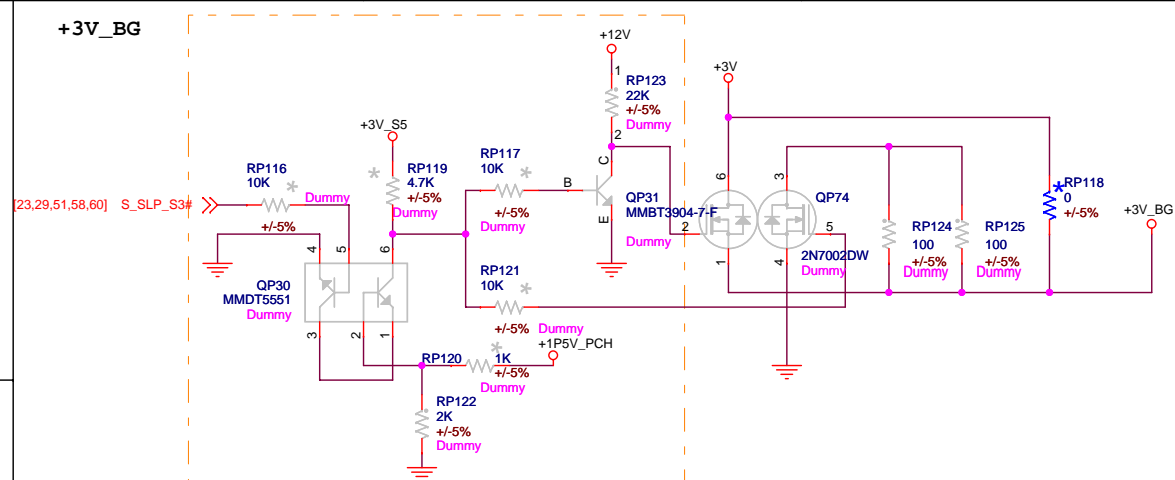 +3V_BG
+12V
1
RP123
22K
+/-5%
Dummy
2
+3V
+3V_S5
RP119
4.7K
+/-5%
Dummy
RP116
10K
*
Dummy
+/-5%
[23,29,51,58,60] S_SLP_S3#
*
RP117
10K
*
+/-5%
Dummy
B
C
E
QP31
MMBT3904-7-F
Dummy
6
2
1
3
5
4
QP74
2N7002DW
Dummy
RP124
100
+/-5%
Dummy
RP125
100
+/-5%
Dummy
*
RP118
0
+/-5%
+3V_BG
4
5
6
QP30
MMDT5551
Dummy
3
2
1
RP121
10K
*
+/-5%
Dummy
RP120
*
1K
+/-5%
Dummy
+1P5V_PCH
RP122
2K
+/-5%
Dummy